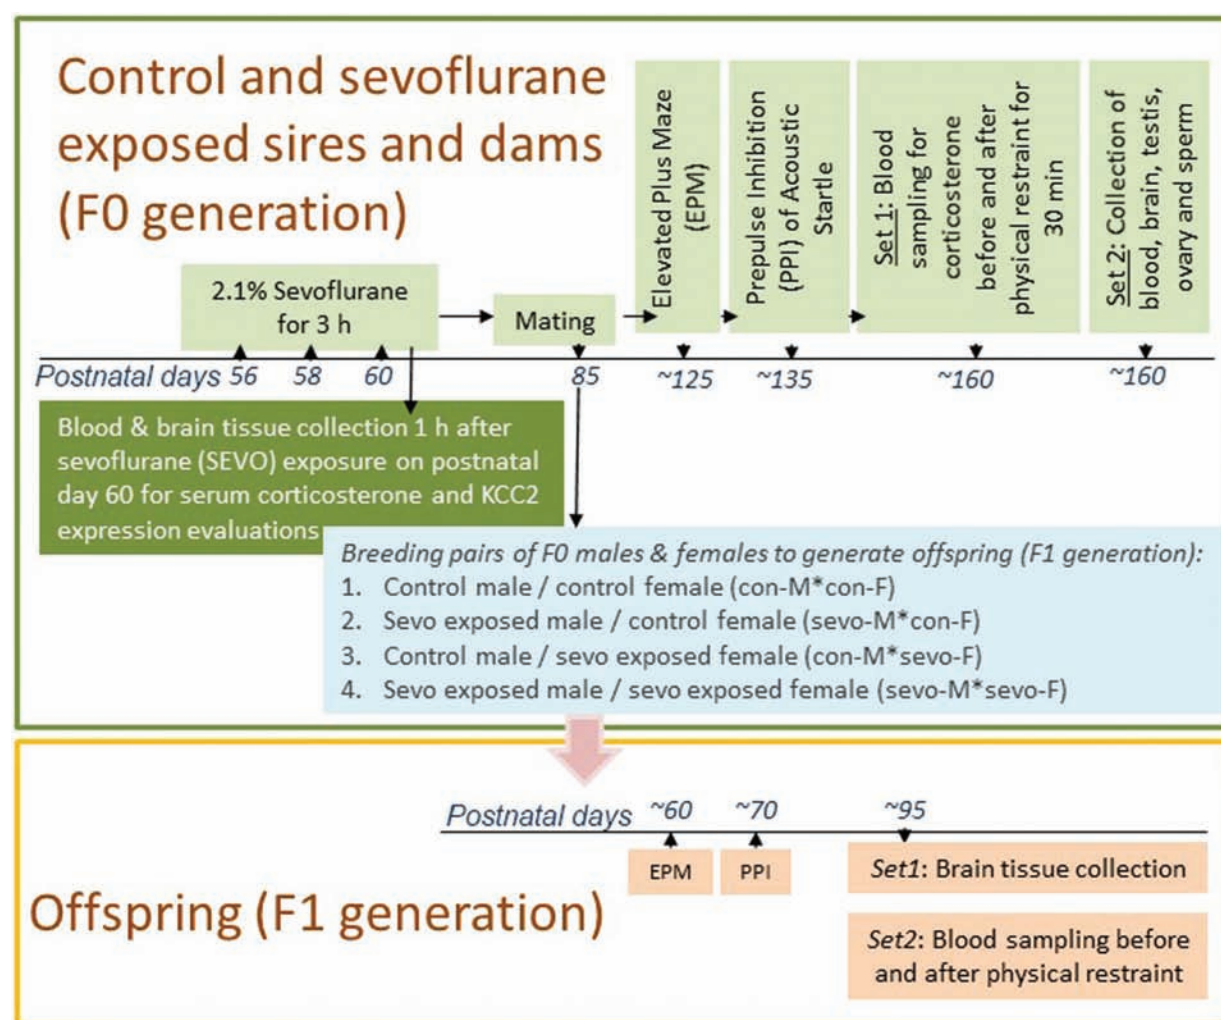 Control and sevoflurane
exposed sires and dams
(F0 generation)
2.1% Sevoflurane
for 3 h
Mating
Elevated Plus Maze
(EPM)
Prepulse Inhibition
(PPI) of Acoustic
Startle
Set 1: Blood
sampling for
corticosterone
before and after
physical restraint for
30 min
Set 2: Collection of
blood, brain, testis,
ovary and sperm
Postnatal days 56 58 60 85 ~125 ~135 ~160 ~160
Blood & brain tissue collection 1 h after
sevoflurane (SEVO) exposure on postnatal
day 60 for serum corticosterone and KCC2
expression evaluations
Breeding pairs of F0 males & females to generate offspring (F1 generation):
1. Control male / control female (con-M*con-F)
2. Sevo exposed male / control female (sevo-M*con-F)
3. Control male / sevo exposed female (con-M*sevo-F)
4. Sevo exposed male / sevo exposed female (sevo-M*sevo-F)
Postnatal days ~60 ~70 ~95
EPM PPI
Set1: Brain tissue collection
Offspring (F1 generation)
Set2: Blood sampling before
and after physical restraint